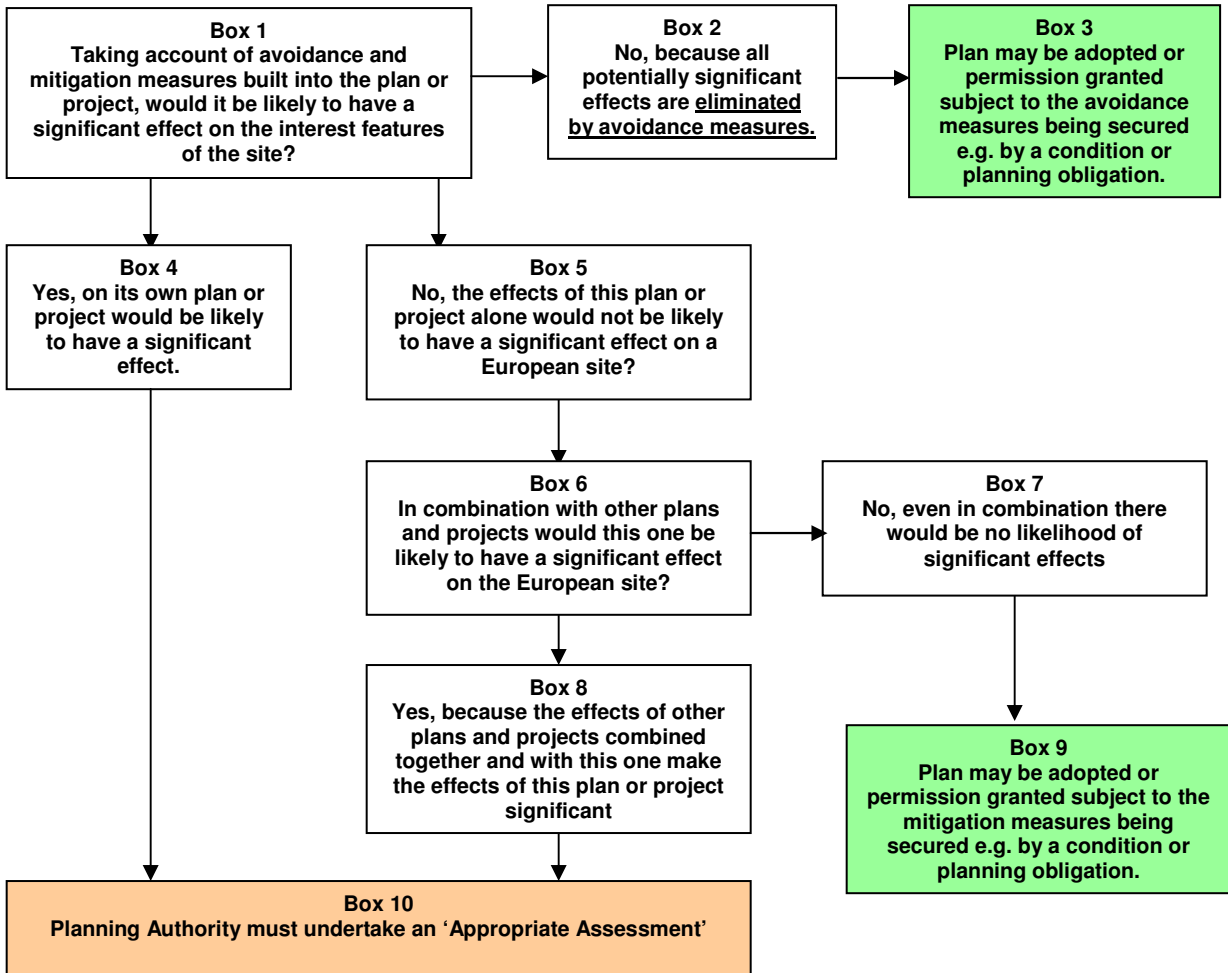 Box 1
Taking account of avoidance and
mitigation measures built into the plan or
project, would it be likely to have a
significant effect on the interest features
of the site?
Box 2
No, because all
potentially significant
effects are eliminated
by avoidance measures.
Box 3
Plan may be adopted or
permission granted
subject to the avoidance
measures being secured
e.g. by a condition or
planning obligation.
Box 4
Yes, on its own plan or
project would be likely
to have a significant
effect.
Box 5
No, the effects of this plan or
project alone would not be likely
to have a significant effect on a
European site?
Box 6
In combination with other plans
and projects would this one be
likely to have a significant effect
on the European site?
Box 7
No, even in combination there
would be no likelihood of
significant effects
Box 8
Yes, because the effects of other
plans and projects combined
together and with this one make
the effects of this plan or project
significant
Box 9
Plan may be adopted or
permission granted subject to the
mitigation measures being
secured e.g. by a condition or
planning obligation.
Box 10
Planning Authority must undertake an ‘Appropriate Assessment’